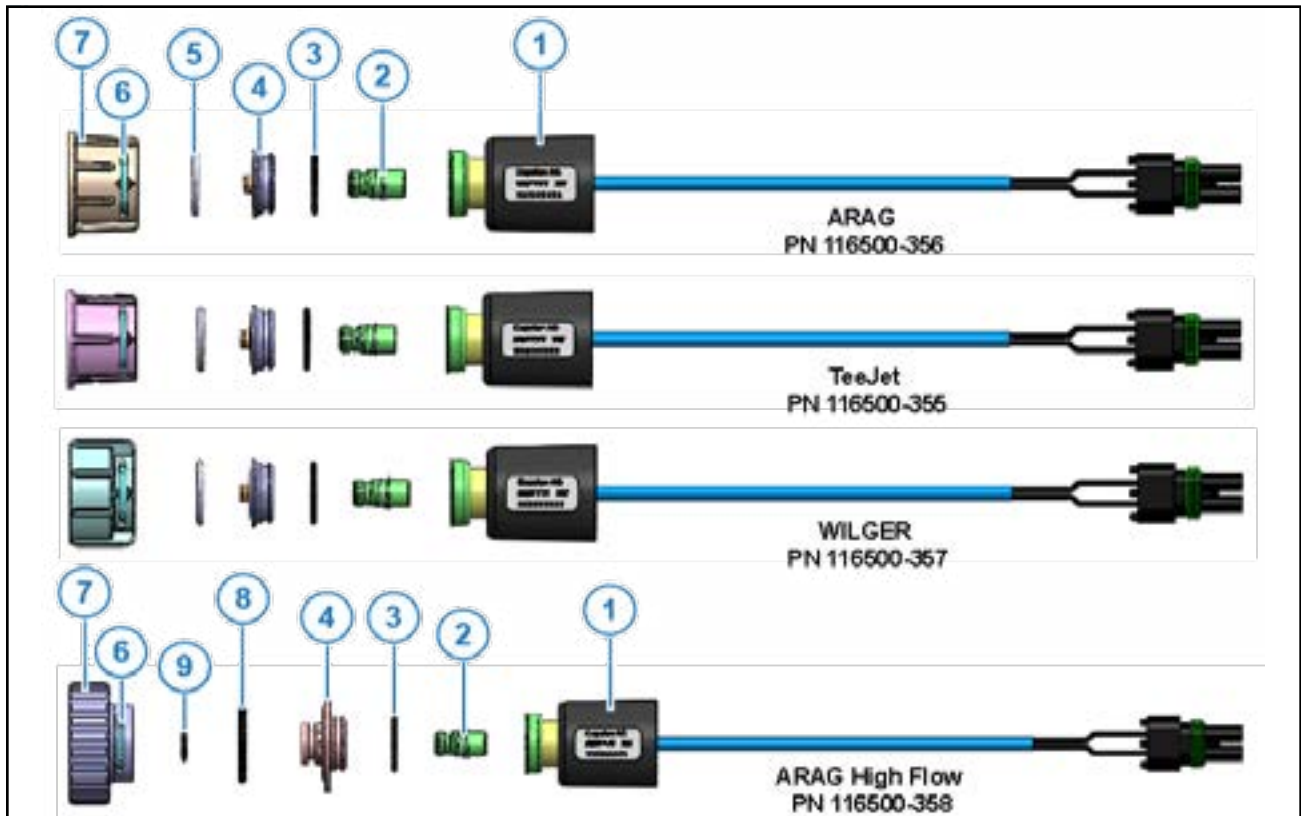 7 6 5 4 3 2 1
ARAG
PN 116500-356
TeeJet
PN 116500-355
WILGER
PN 116500-357
7 6 9 8 4 3 2 1
ARAG High Flow
PN 116500-358